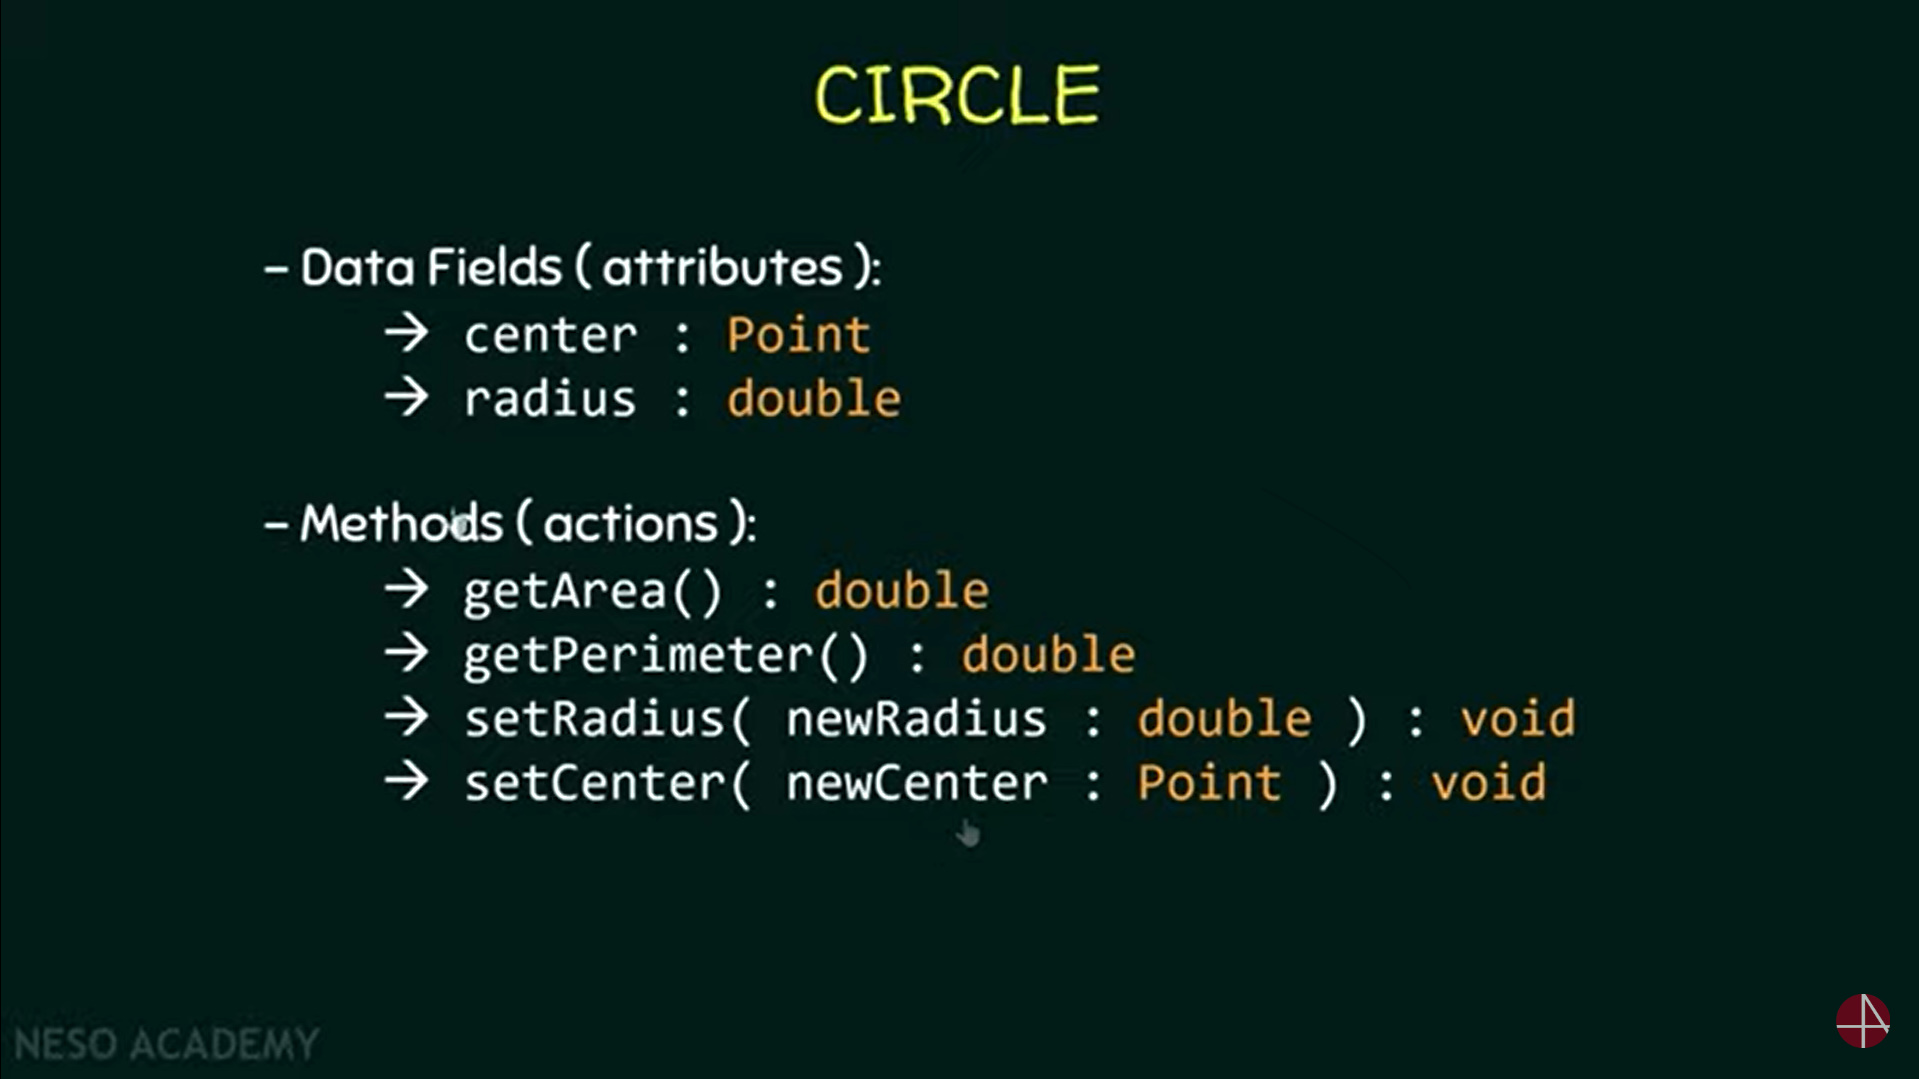 CIRCLE
– Data Fields ( attributes ):
→ center : Point
→ radius : double
– Methods ( actions ):
→ getArea() : double
→ getPerimeter() : double
→ setRadius( newRadius : double ) : void
→ setCenter( newCenter : Point ) : void
NESO ACADEMY